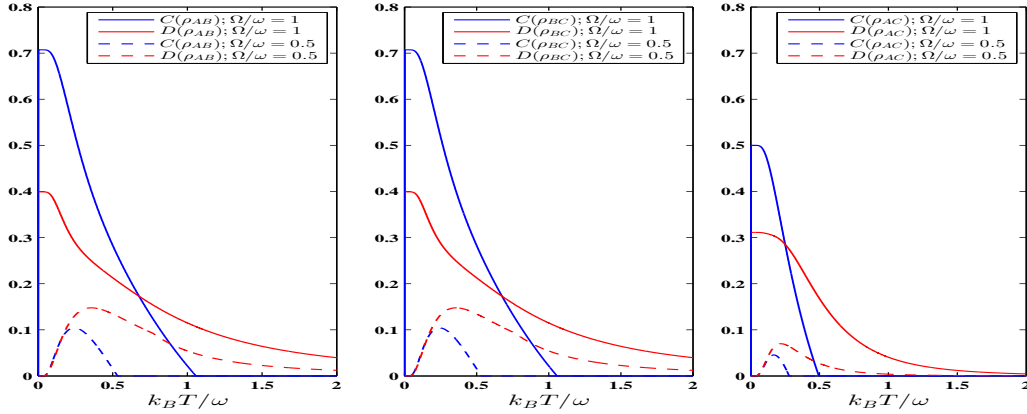 0.8
0.7
0.6
0.5
0.4
0.3
0.2
0.1
0
0 0.5 1 1.5 2
k_B T/ω
C(ρ_AB); Ω/ω = 1
D(ρ_AB); Ω/ω = 1
C(ρ_AB); Ω/ω = 0.5
D(ρ_AB); Ω/ω = 0.5
0.8
0.7
0.6
0.5
0.4
0.3
0.2
0.1
0
0 0.5 1 1.5 2
k_B T/ω
C(ρ_BC); Ω/ω = 1
D(ρ_BC); Ω/ω = 1
C(ρ_BC); Ω/ω = 0.5
D(ρ_BC); Ω/ω = 0.5
0.8
0.7
0.6
0.5
0.4
0.3
0.2
0.1
0
0 0.5 1 1.5 2
k_B T/ω
C(ρ_AC); Ω/ω = 1
D(ρ_AC); Ω/ω = 1
C(ρ_AC); Ω/ω = 0.5
D(ρ_AC); Ω/ω = 0.5